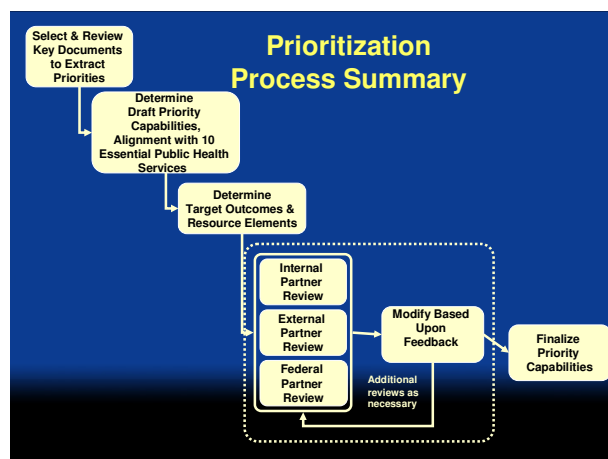 Prioritization
Process Summary
Select & Review
Key Documents
to Extract
Priorities
Determine
Draft Priority
Capabilities,
Alignment with 10
Essential Public Health
Services
Determine
Target Outcomes &
Resource Elements
Internal
Partner
Review
External
Partner
Review
Federal
Partner
Review
Modify Based
Upon
Feedback
Additional
reviews as
necessary
Finalize
Priority
Capabilities